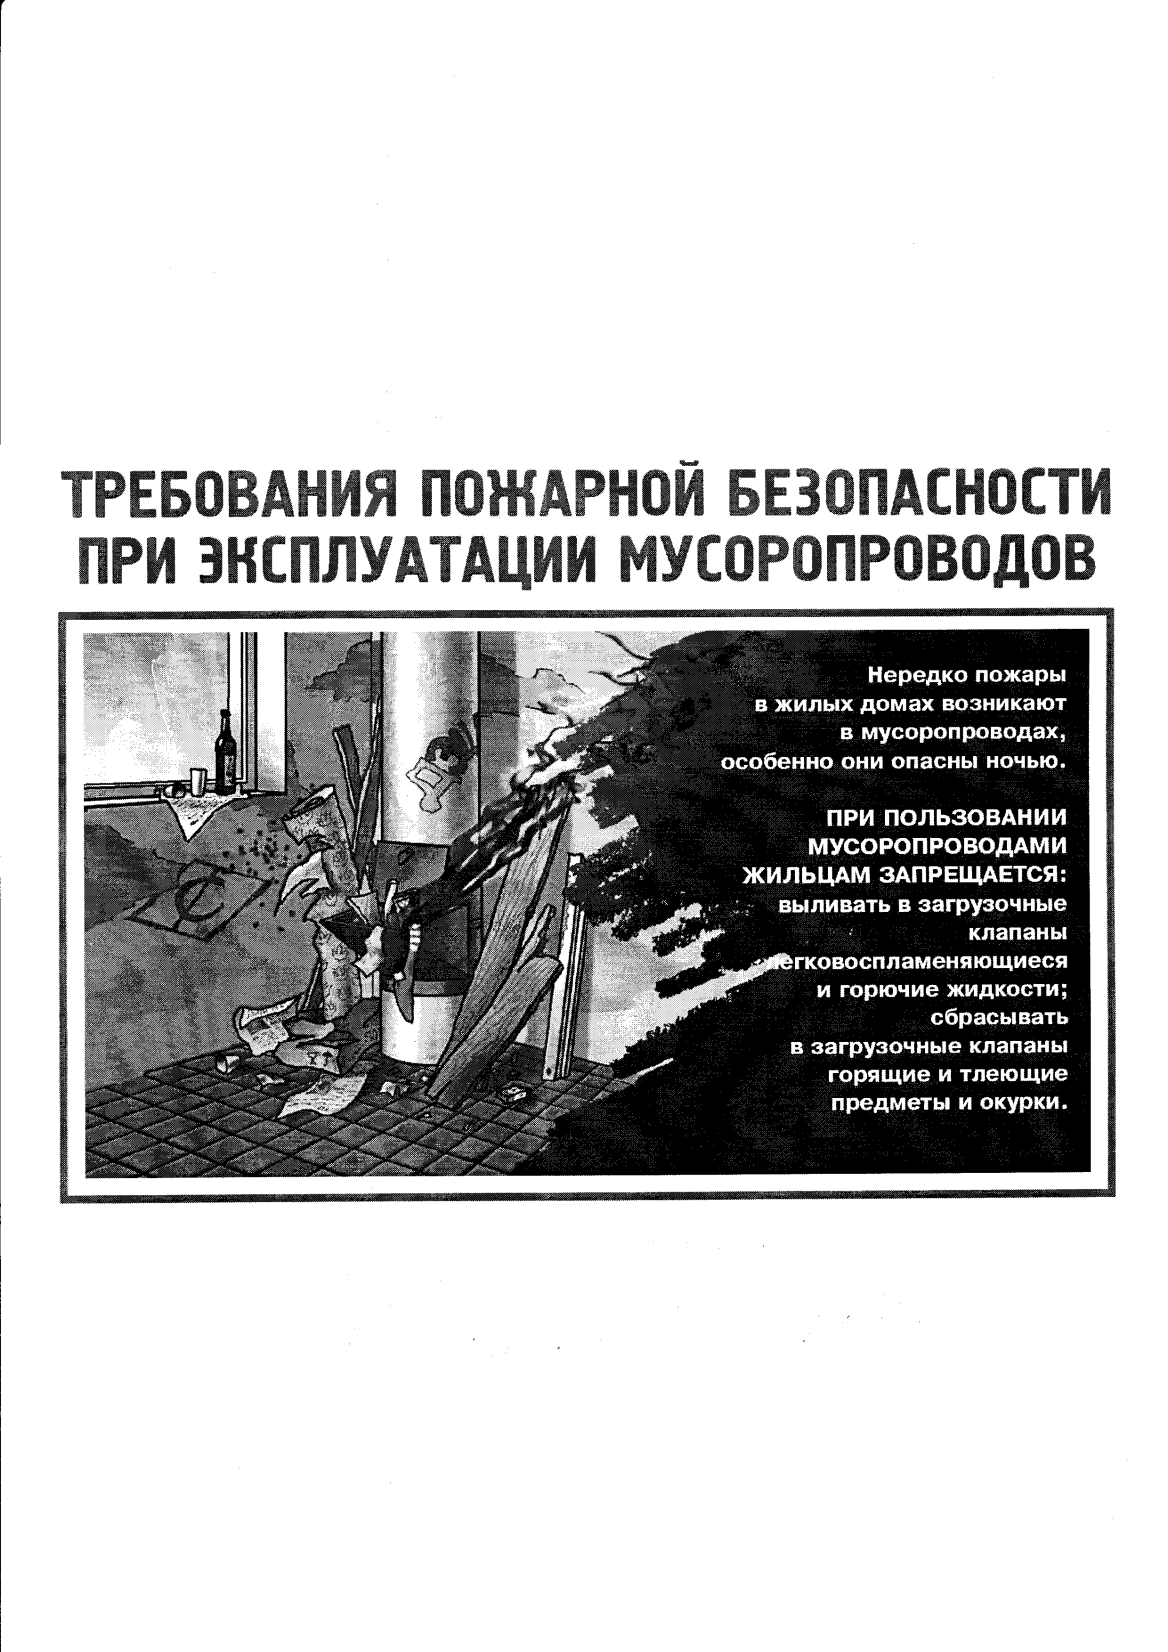 ТРЕБОВАНИЯ ПОЖАРНОЙ БЕЗОПАСНОСТИ
ПРИ ЭКСПЛУАТАЦИИ МУСОРОПРОВОДОВ
Нередко пожары
в жилых домах возникают
в мусоропроводах,
особенно они опасны ночью.
ПРИ ПОЛЬЗОВАНИИ
МУСОРОПРОВОДАМИ
ЖИЛЬЦАМ ЗАПРЕЩАЕТСЯ:
выливать в загрузочные
клапаны
легковоспламеняющиеся
и горючие жидкости;
сбрасывать
в загрузочные клапаны
горящие и тлеющие
предметы и окурки.